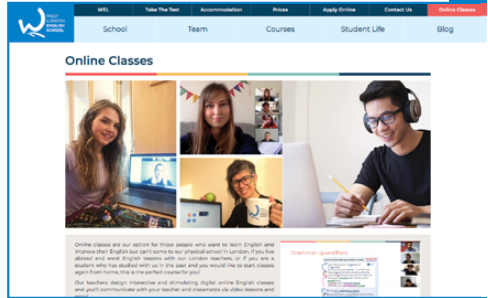 WEL
Take The Test
Accommodation
Prices
Apply Online
Contact Us
Online Classes
WEST
LONDON
ENGLISH
SCHOOL
School
Team
Courses
Student Life
Blog
Online Classes
Online classes are our option for those people who want to learn English and
improve their English but can't come to our physical school in London. If you live
abroad and want English lessons with our London teachers, or if you are a
student who has studied with us in the past and you would like to start classes
again from home, this is the perfect course for you!
Our teachers design interactive and stimulating digital online English classes
and you'll communicate with your teacher and classmates via video lessons and
Grammar: quantifiers